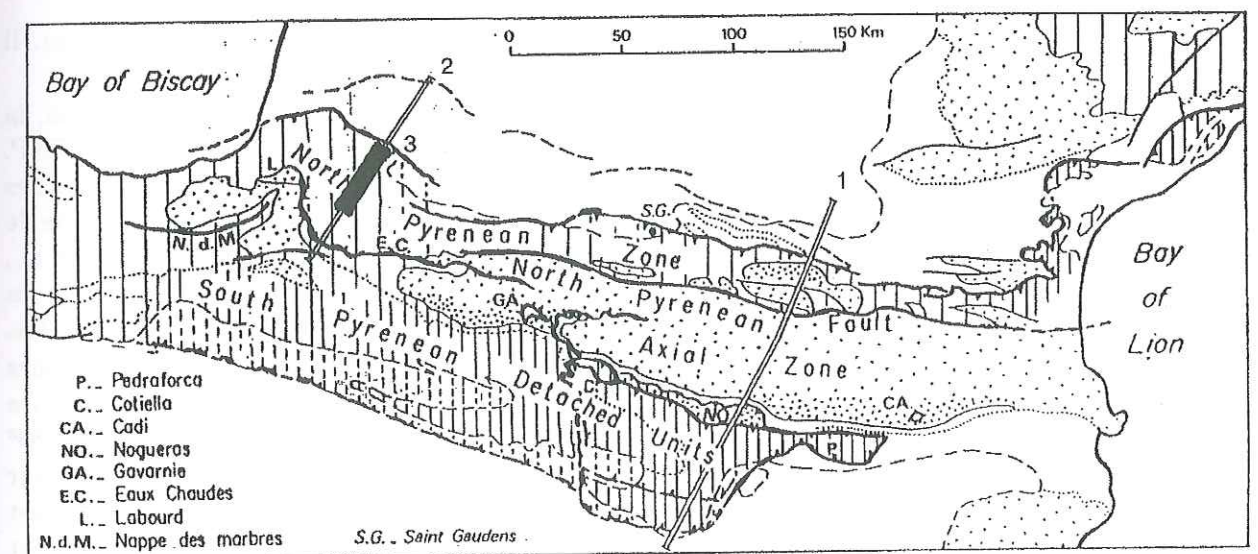 0 50 100 150 Km
Bay of Biscay
2
3
1
L
North
N.d.M.
E.C.
Pyrenean
Zone
S.G.
North Pyrenean Fault
South
Pyrenean
Detached
Units
GA
Axial
Zone
C
NO
CA
P
Bay
of
Lion
P._ Pedraforca
C._ Cotiella
CA._ Cadi
NO._ Nogueras
GA._ Gavarnie
E.C._ Eaux Chaudes
L._ Labourd
N.d.M._ Nappe des marbres
S.G._ Saint Gaudens